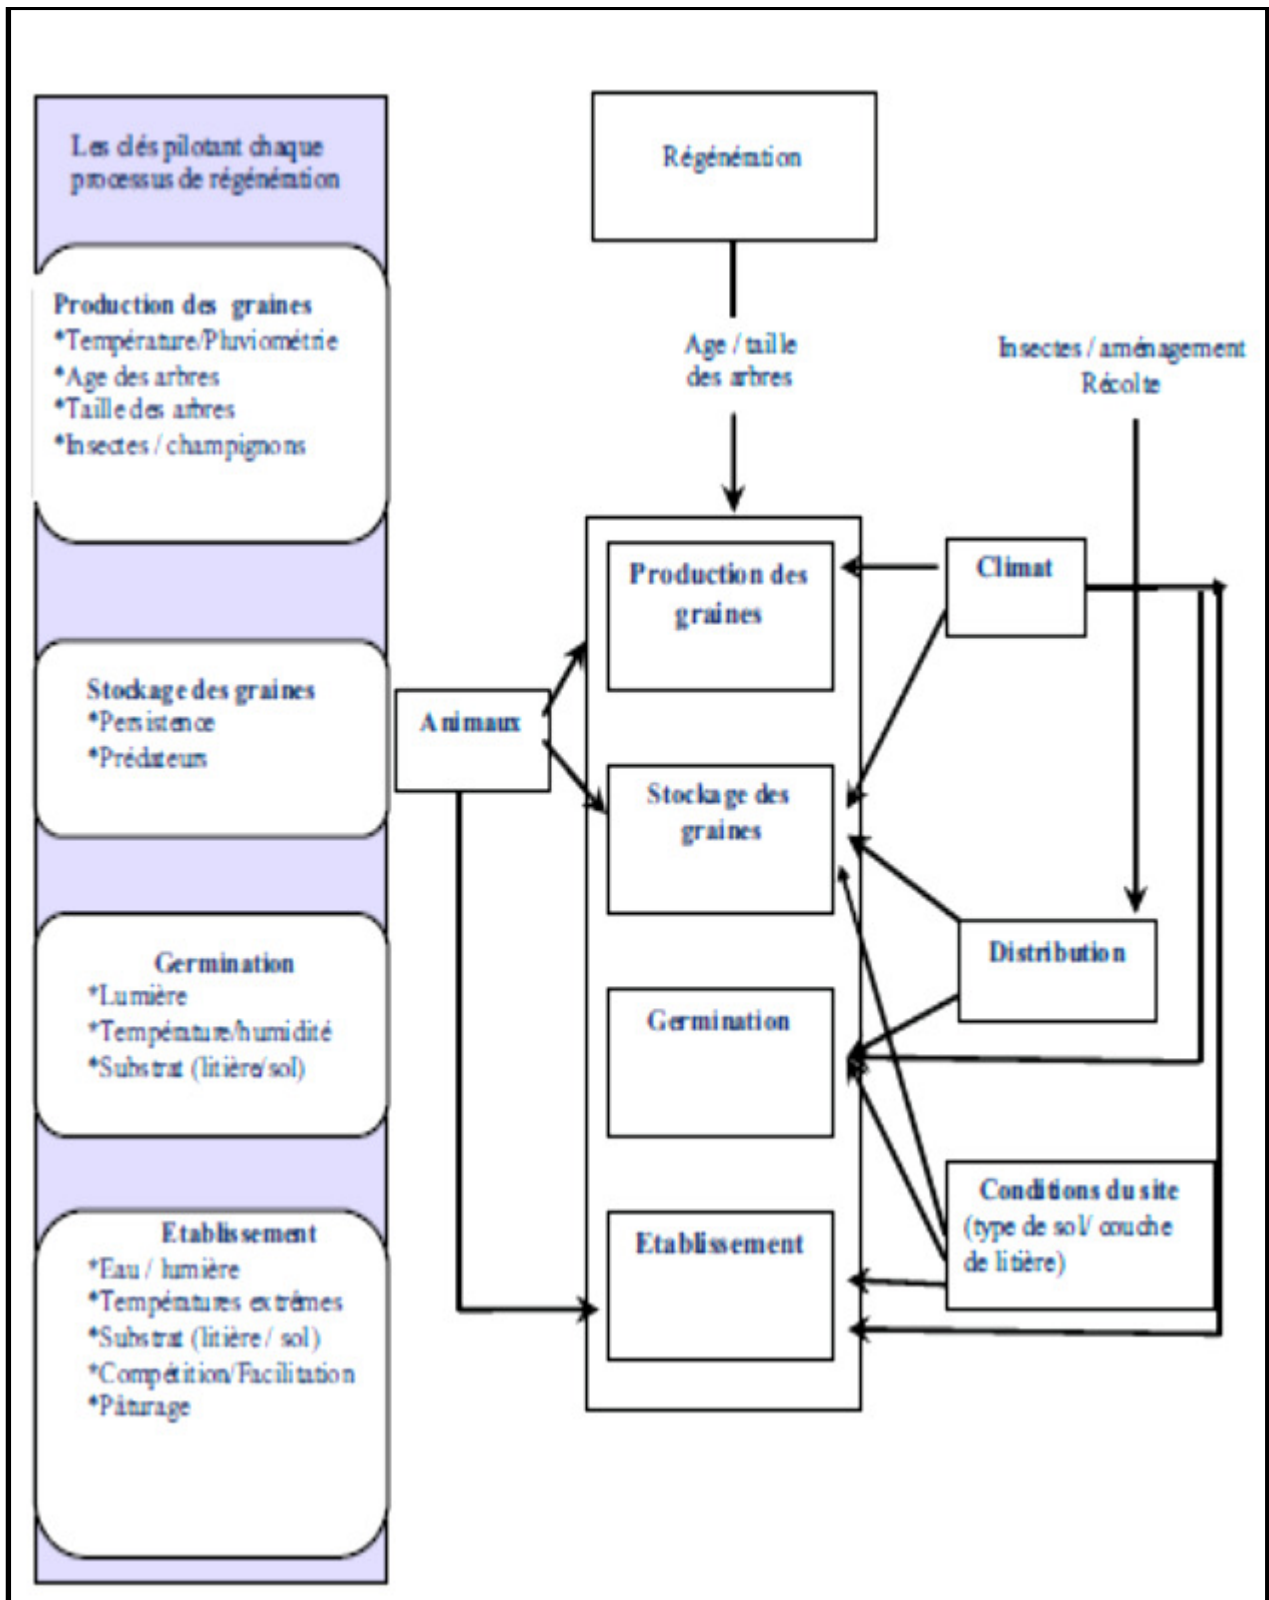 Les clés pilotant chaque
processus de régénération
Production des graines
*Température/Pluviométrie
*Age des arbres
*Taille des arbres
*Insectes / champignons
Stockage des graines
*Persistence
*Prédateurs
Germination
*Lumière
*Température/humidité
*Substrat (litière/sol)
Etablissement
*Eau / lumière
*Températures extrêmes
*Substrat (litière / sol)
*Compétition/Facilitation
*Pâturage
Animaux
Régénération
Age / taille
des arbres
Production des
graines
Stockage des
graines
Germination
Etablissement
Insectes / aménagement
Récolte
Climat
Distribution
Conditions du site
(type de sol/ couche
de litière)